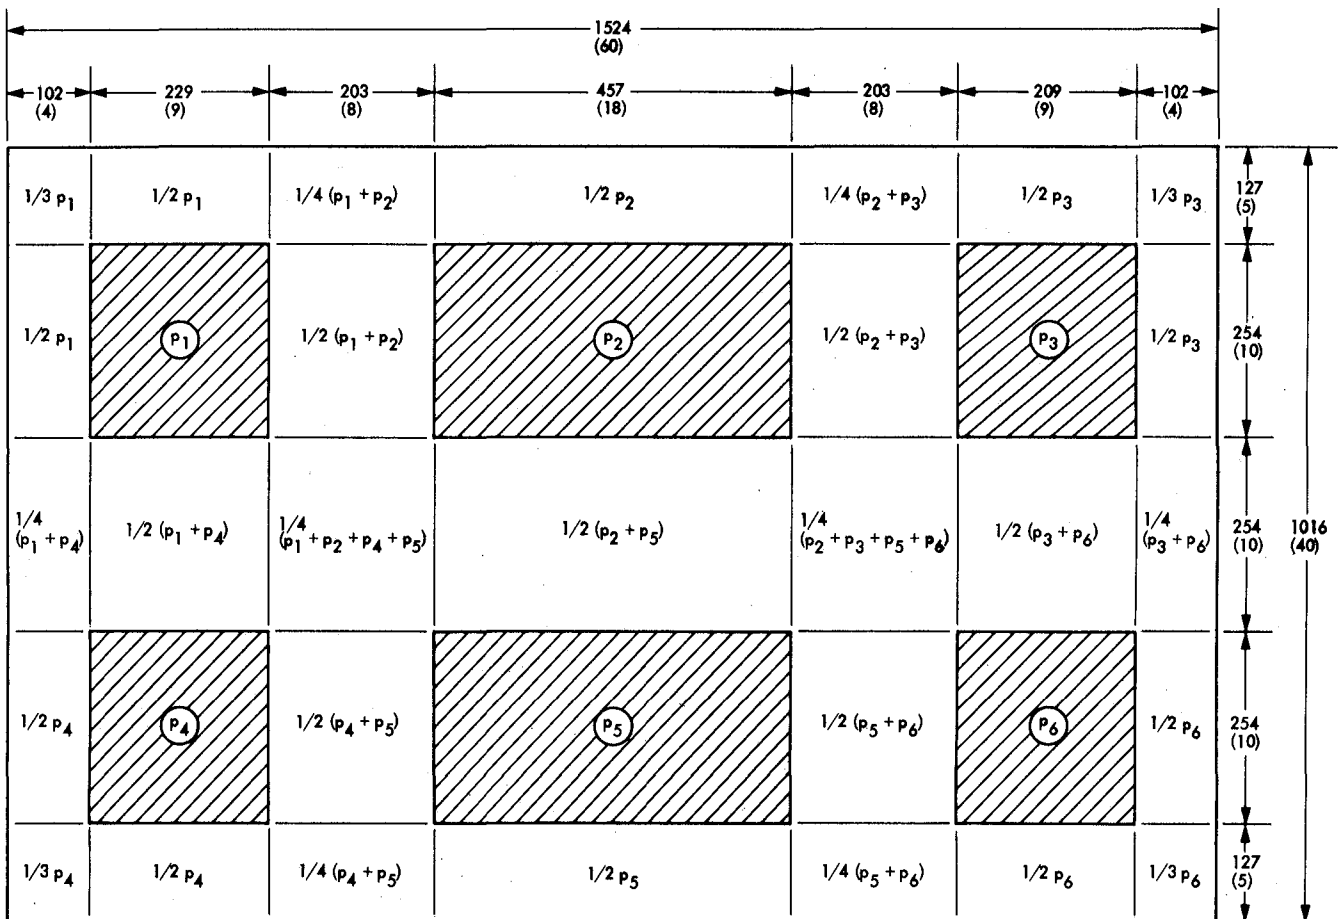 1524
(60)
102 229 203 457 203 209 102
(4) (9) (8) (18) (8) (9) (4)
1/3 p1 1/2 p1 1/4 (p1 + p2) 1/2 p2 1/4 (p2 + p3) 1/2 p3 1/3 p3 127
(5)
1/2 p1 p1 1/2 (p1 + p2) p2 1/2 (p2 + p3) p3 1/2 p3 254
(10)
1/4 1/2 (p1 + p4) 1/4 1/2 (p2 + p5) 1/4 1/2 (p3 + p6) 1/4 254 1016
(p1 + p4) (p1 + p2 + p4 + p5) (p2 + p3 + p5 + p6) (p3 + p6) (10) (40)
1/2 p4 p4 1/2 (p4 + p5) p5 1/2 (p5 + p6) p6 1/2 p6 254
(10)
1/3 p4 1/2 p4 1/4 (p4 + p5) 1/2 p5 1/4 (p5 + p6) 1/2 p6 1/3 p6 127
(5)